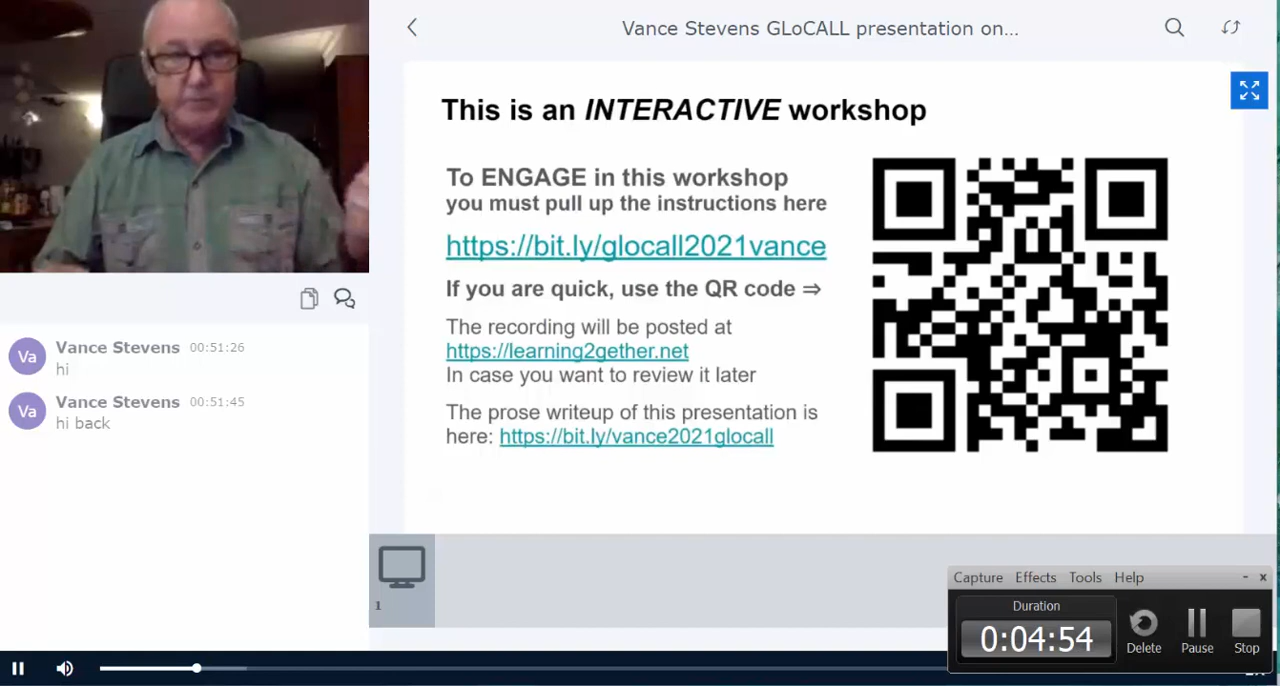 Vance Stevens GLoCALL presentation on...
This is an INTERACTIVE workshop
To ENGAGE in this workshop
you must pull up the instructions here
https://bit.ly/glocall2021vance
If you are quick, use the QR code ⇒
The recording will be posted at
https://learning2gether.net
In case you want to review it later
The prose writeup of this presentation is
here: https://bit.ly/vance2021glocall
Va
Vance Stevens 00:51:26
hi
Va
Vance Stevens 00:51:45
hi back
1
Capture Effects Tools Help
Duration
0:04:54
Delete Pause Stop